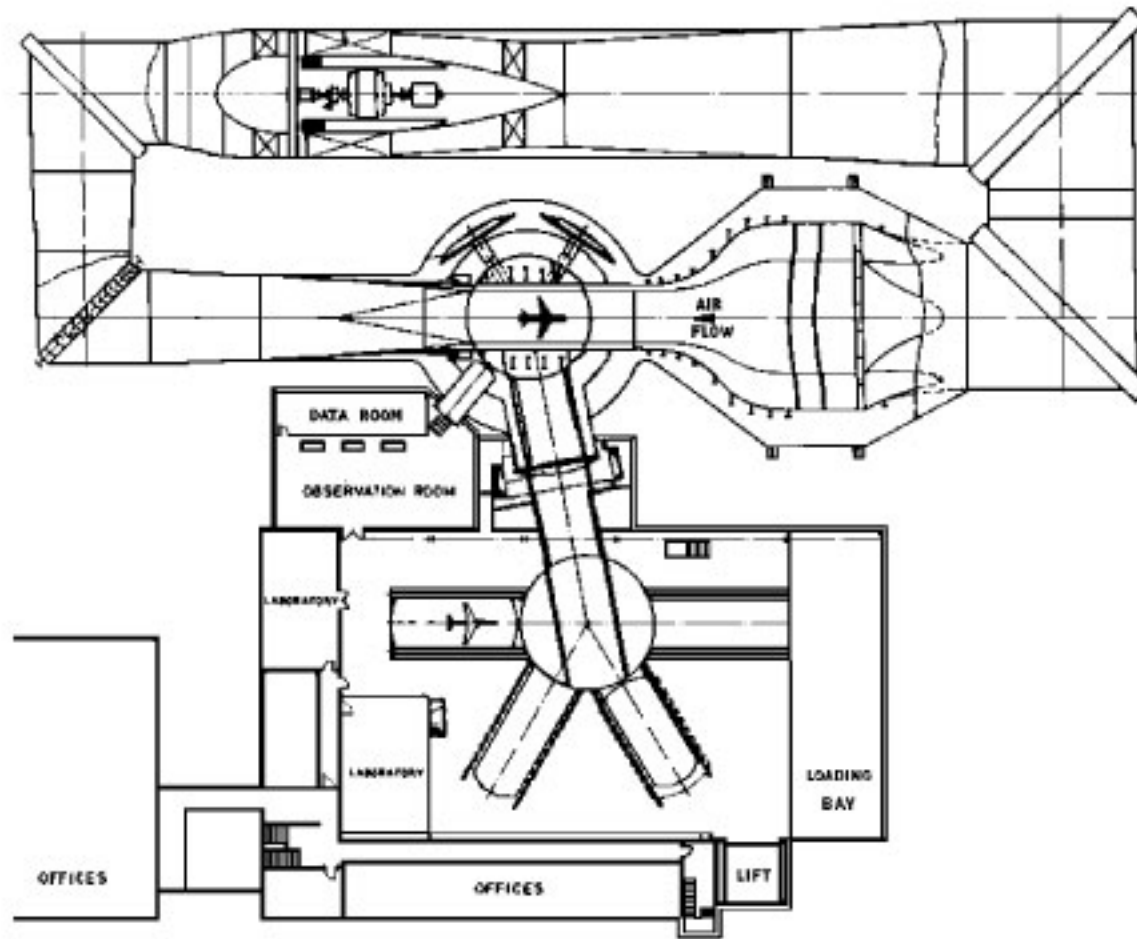 AIR
FLOW
DATA ROOM
OBSERVATION ROOM
LABORATORY
LABORATORY
LOADING
BAY
OFFICES
OFFICES
LIFT